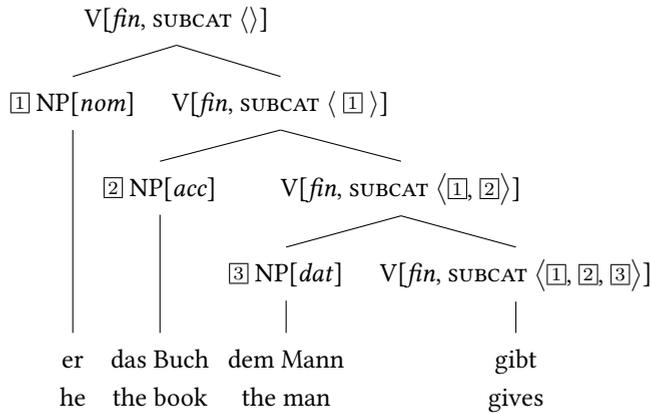 V[fin, SUBCAT ⟨⟩]
1 NP[nom] V[fin, SUBCAT ⟨ 1 ⟩]
2 NP[acc] V[fin, SUBCAT ⟨1, 2⟩]
3 NP[dat] V[fin, SUBCAT ⟨1, 2, 3⟩]
er das Buch dem Mann gibt
he the book the man gives